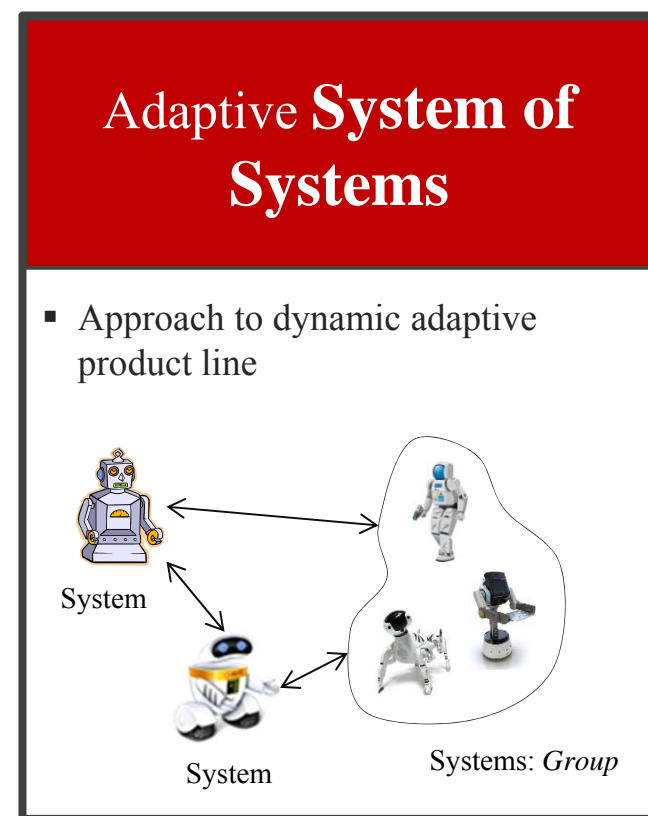 Adaptive System of
Systems
▪ Approach to dynamic adaptive
product line
System
System
Systems: Group